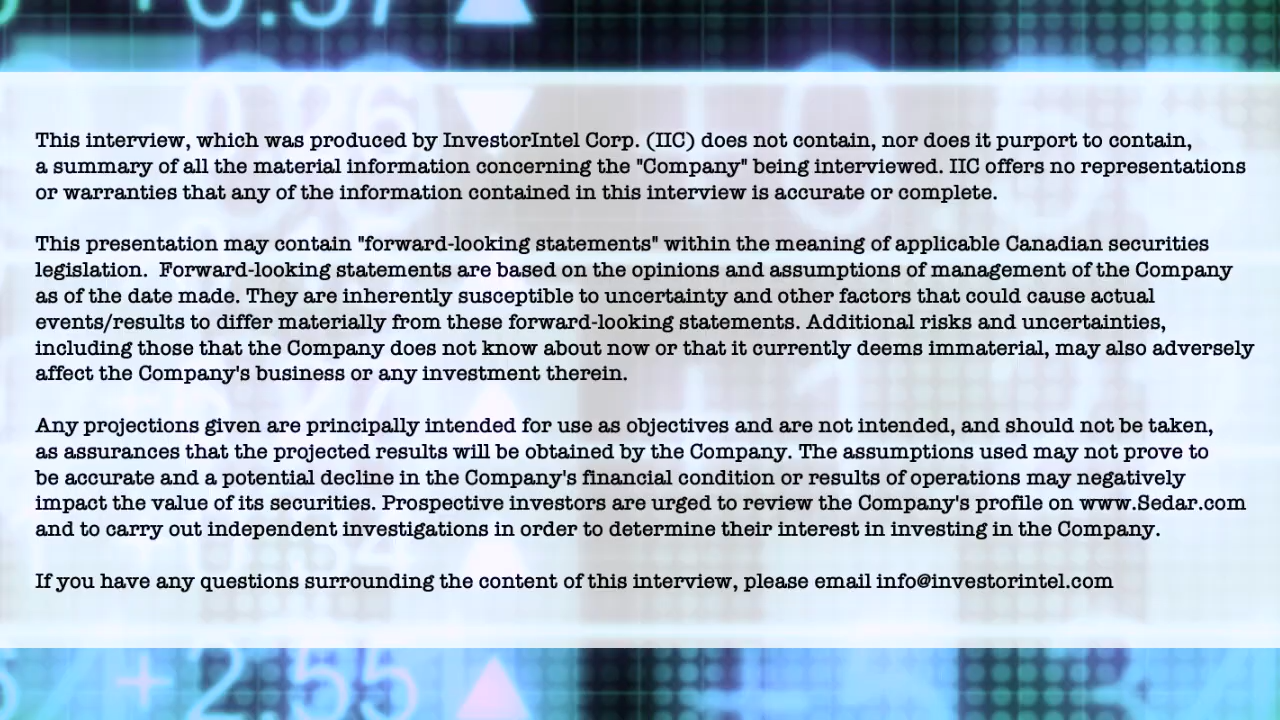 +0.57
This interview, which was produced by InvestorIntel Corp. (IIC) does not contain, nor does it purport to contain,
a summary of all the material information concerning the "Company" being interviewed. IIC offers no representations
or warranties that any of the information contained in this interview is accurate or complete.
This presentation may contain "forward-looking statements" within the meaning of applicable Canadian securities
legislation.  Forward-looking statements are based on the opinions and assumptions of management of the Company
as of the date made. They are inherently susceptible to uncertainty and other factors that could cause actual
events/results to differ materially from these forward-looking statements. Additional risks and uncertainties,
including those that the Company does not know about now or that it currently deems immaterial, may also adversely
affect the Company's business or any investment therein.
Any projections given are principally intended for use as objectives and are not intended, and should not be taken,
as assurances that the projected results will be obtained by the Company. The assumptions used may not prove to
be accurate and a potential decline in the Company's financial condition or results of operations may negatively
impact the value of its securities. Prospective investors are urged to review the Company's profile on www.Sedar.com
and to carry out independent investigations in order to determine their interest in investing in the Company.
If you have any questions surrounding the content of this interview, please email info@investorintel.com
+2.55